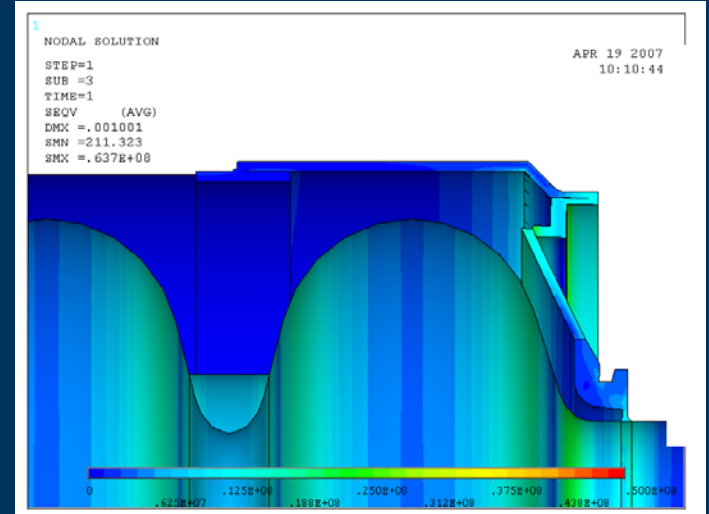 1
NODAL SOLUTION
STEP=1
SUB =3
TIME=1
SEQV (AVG)
DMX =.001001
SMN =211.323
SMX =.637E+08
APR 19 2007
10:10:44
0 .125E+08 .250E+08 .375E+08 .500E+08
.625E+07 .188E+08 .312E+08 .438E+08